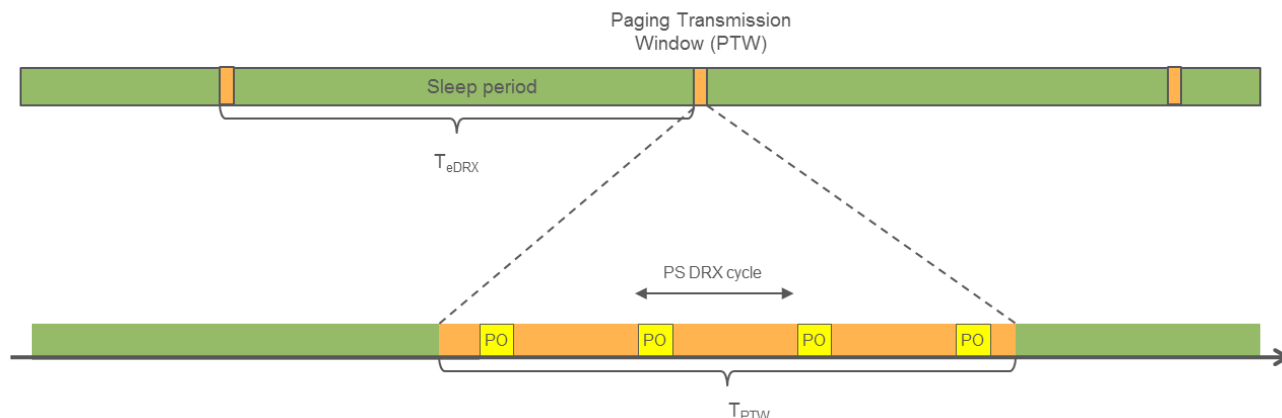 Paging Transmission
Window (PTW)
Sleep period
TeDRX
PS DRX cycle
PO PO PO PO
TPTW